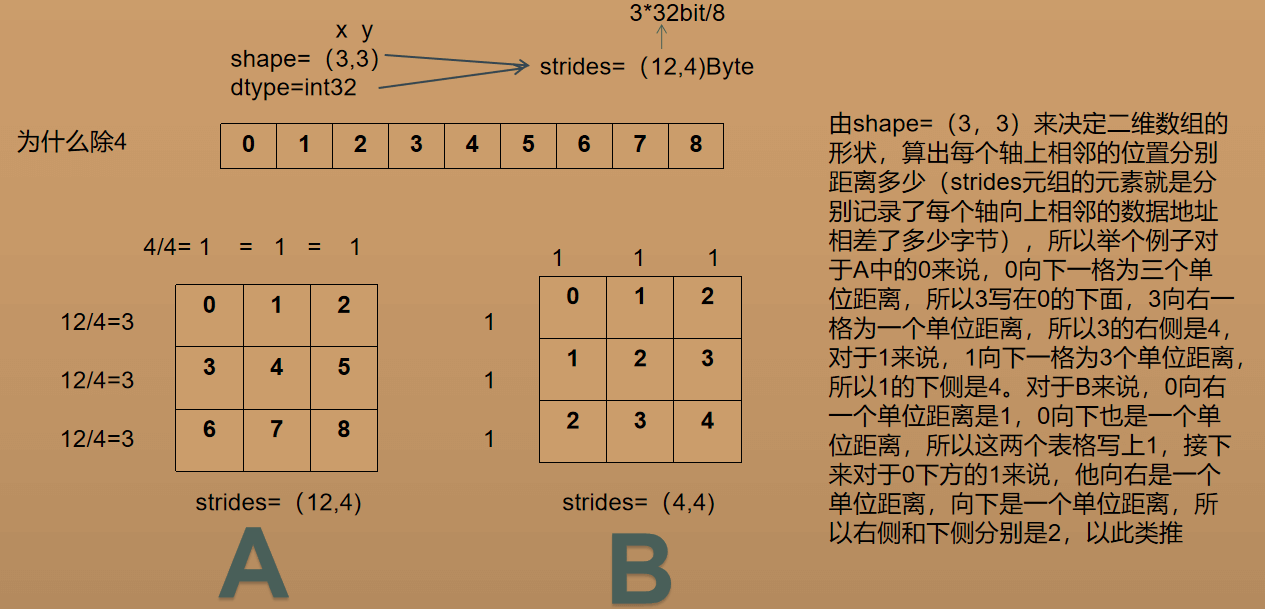 3*32bit/8
x y
shape=（3,3）
strides=（12,4)Byte
dtype=int32
为什么除4
0 1 2 3 4 5 6 7 8
4/4= 1 = 1 = 1
12/4=3
12/4=3
12/4=3
0 1 2
3 4 5
6 7 8
strides=（12,4)
A
1 1 1
1
1
1
0 1 2
1 2 3
2 3 4
strides=（4,4)
B
由shape=（3，3）来决定二维数组的
形状，算出每个轴上相邻的位置分别
距离多少（strides元组的元素就是分
别记录了每个轴向上相邻的数据地址
相差了多少字节），所以举个例子对
于A中的0来说，0向下一格为三个单
位距离，所以3写在0的下面，3向右一
格为一个单位距离，所以3的右侧是4，
对于1来说，1向下一格为3个单位距离，
所以1的下侧是4。对于B来说，0向右
一个单位距离是1，0向下也是一个单
位距离，所以这两个表格写上1，接下
来对于0下方的1来说，他向右是一个
单位距离，向下是一个单位距离，所
以右侧和下侧分别是2，以此类推